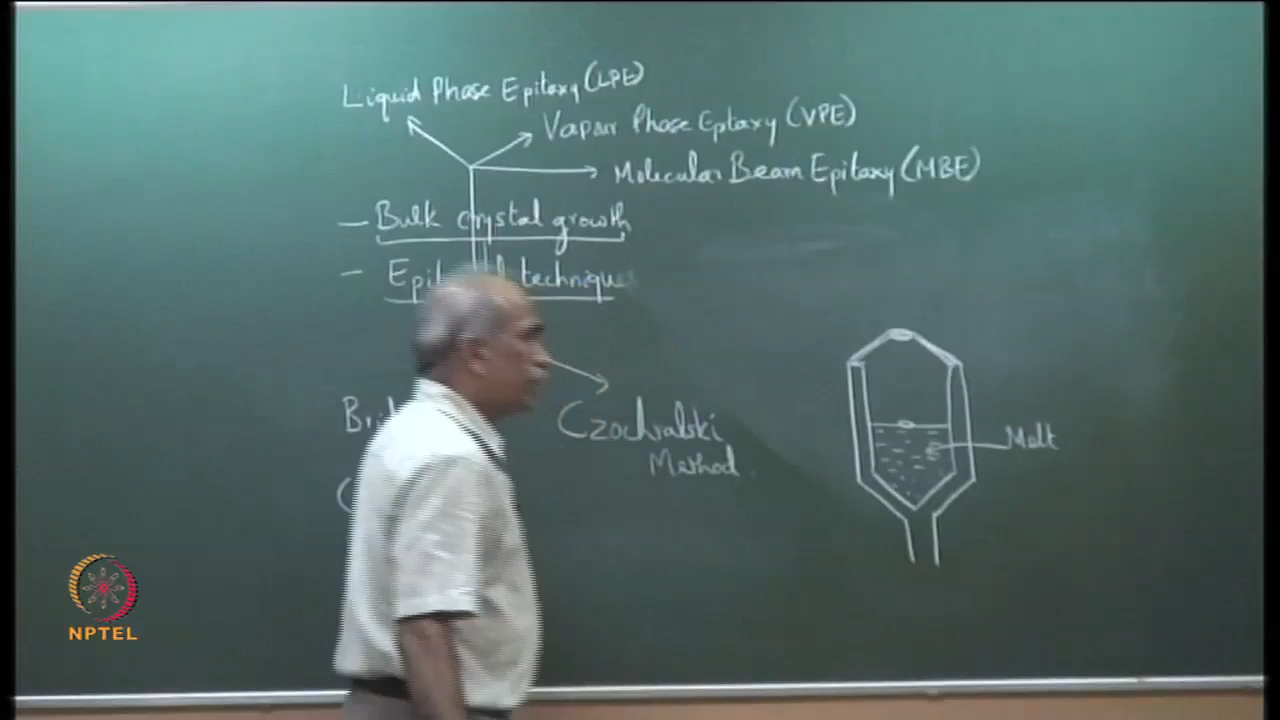 Liquid Phase Epitaxy (LPE)
Vapour Phase Eptaxy (VPE)
Molecular Beam Epitaxy (MBE)
- Bulk crystal growth
- techniques
Czochralski
Method.
Melt
NPTEL